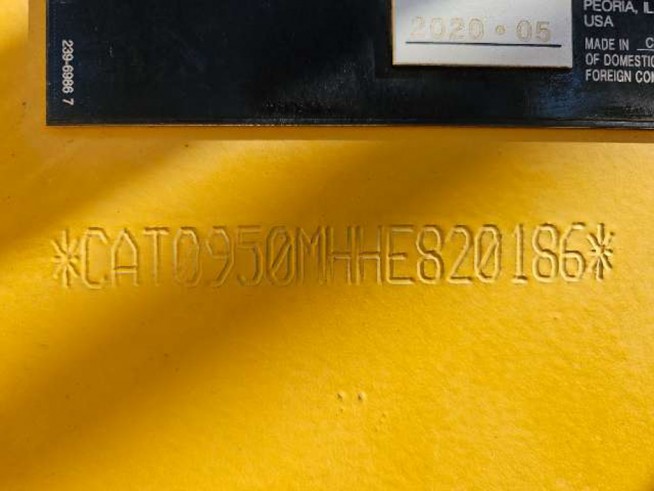 PEORIA, IL
USA
2020 • 05
MADE IN C
OF DOMESTIC
FOREIGN CO
239-6986 7
*CAT0950MHHE820186*